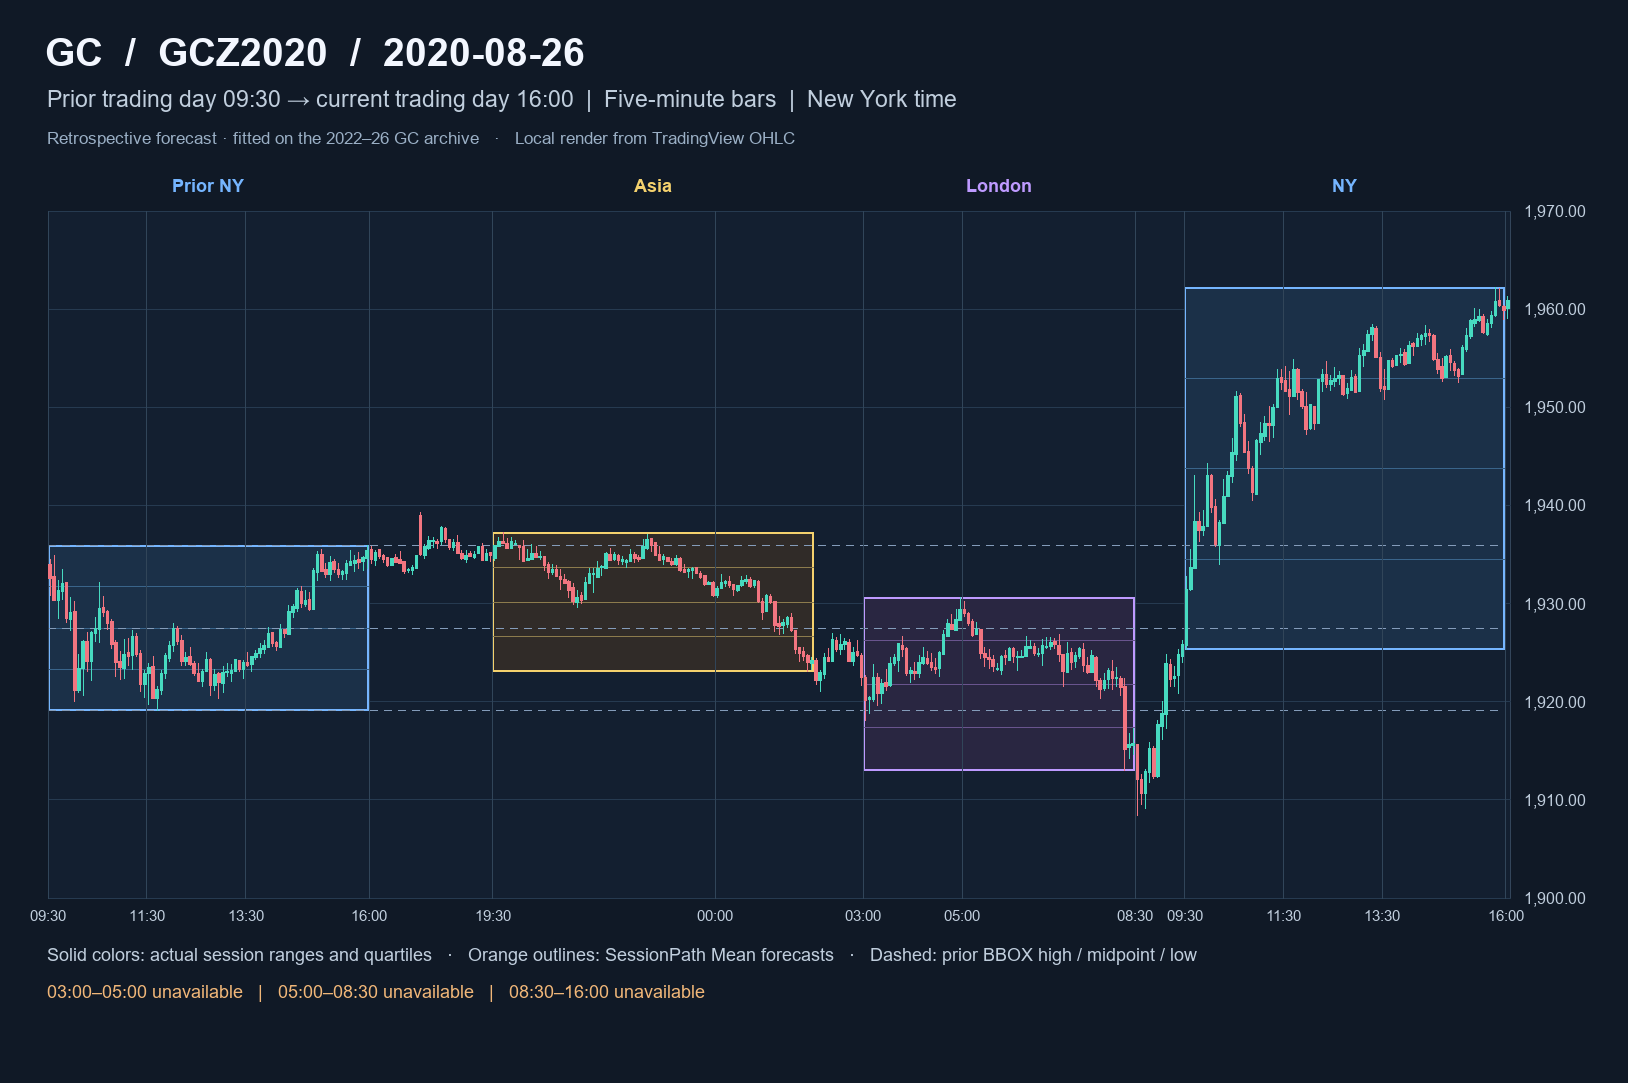 GC / GCZ2020 / 2020-08-26
Prior trading day 09:30 → current trading day 16:00 | Five-minute bars | New York time
Retrospective forecast · fitted on the 2022–26 GC archive · Local render from TradingView OHLC
Prior NY Asia London NY
1,970.00
1,960.00
1,950.00
1,940.00
1,930.00
1,920.00
1,910.00
1,900.00
09:30 11:30 13:30 16:00 19:30 00:00 03:00 05:00 08:30 09:30 11:30 13:30 16:00
Solid colors: actual session ranges and quartiles · Orange outlines: SessionPath Mean forecasts · Dashed: prior BBOX high / midpoint / low
03:00–05:00 unavailable | 05:00–08:30 unavailable | 08:30–16:00 unavailable